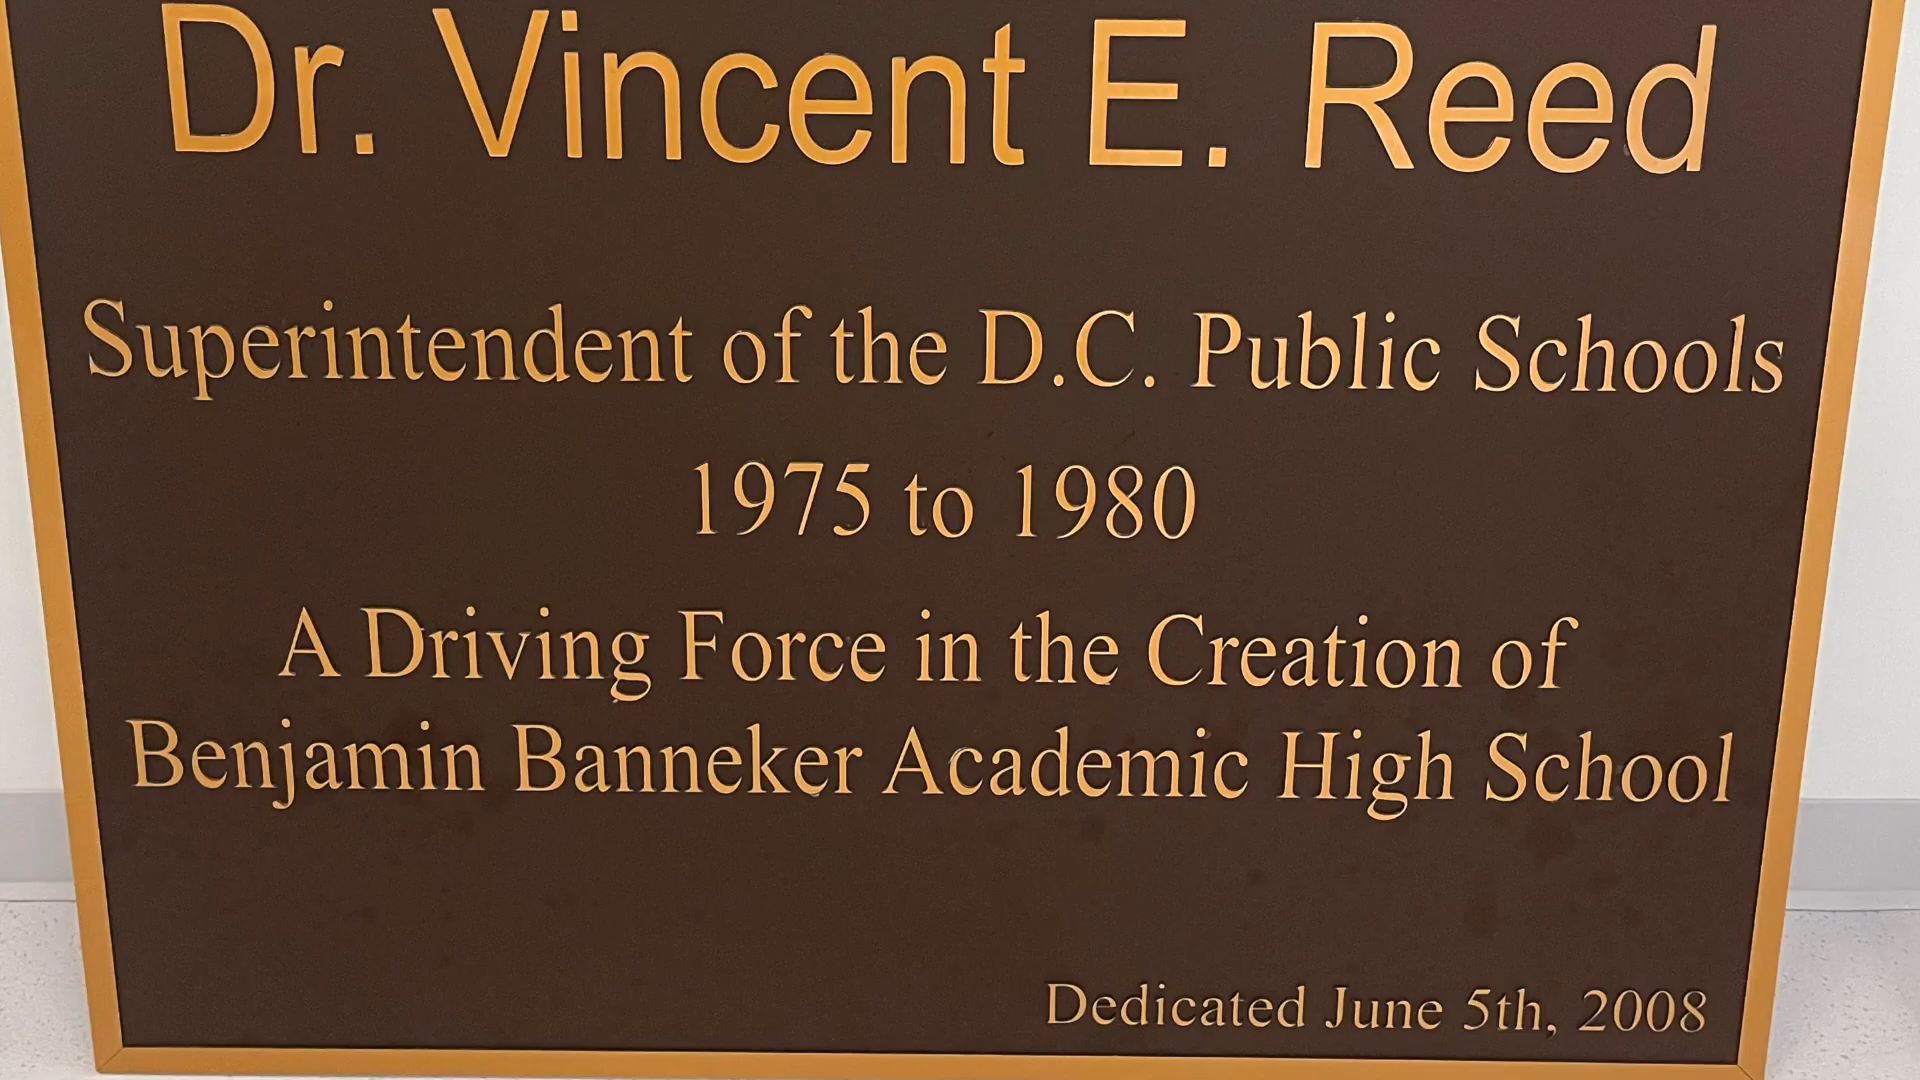 Dr. Vincent E. Reed
Superintendent of the D.C. Public Schools
1975 to 1980
A Driving Force in the Creation of
Benjamin Banneker Academic High School
Dedicated June 5th, 2008